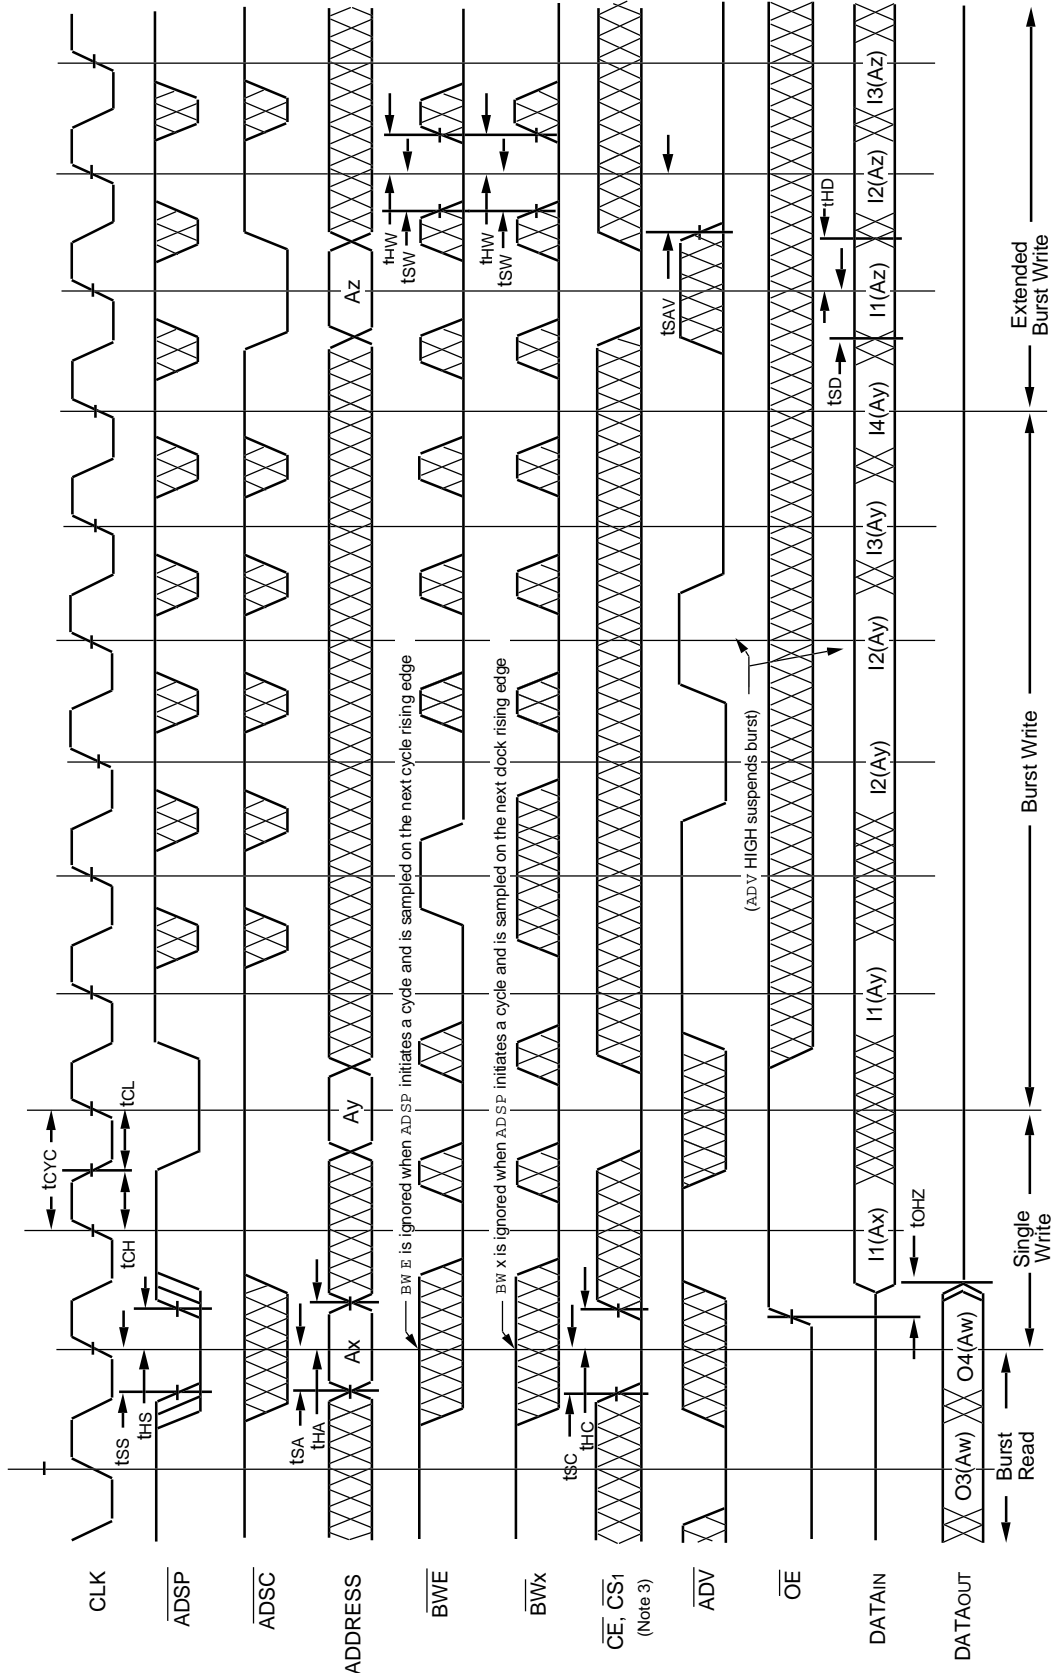 CLK
tCYC
tCH
tCL
ADSP
tSS
tHS
ADSC
ADDRESS
Ax
Ay
Az
tSA
tHA
BWE
BWE is ignored when ADSP initiates a cycle and is sampled on the next cycle rising edge
tHW
tSW
BWx
BWx is ignored when ADSP initiates a cycle and is sampled on the next dock rising edge
tHW
tSW
CE, CS1
(Note 3)
tSC
tHC
ADV
tSAV
(ADV HIGH suspends burst)
OE
tHD
tSD
DATAIN
I1(Ax)
I1(Ay)
I2(Ay)
I2(Ay)
I3(Ay)
I4(Ay)
I1(Az)
I2(Az)
I3(Az)
tOHZ
DATAOUT
O3(Aw)
O4(Aw)
Burst
Read
Single
Write
Burst Write
Extended
Burst Write